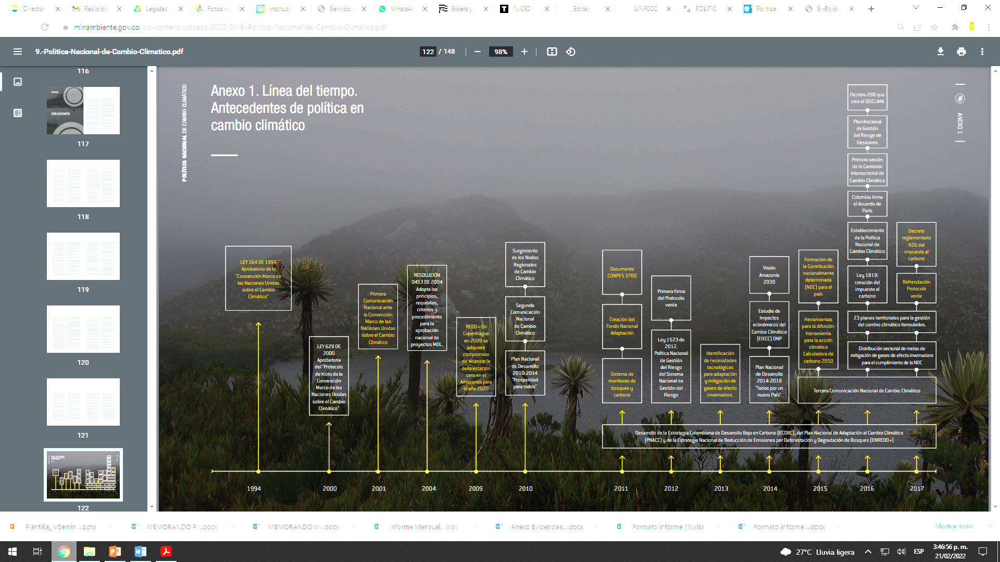 Director
Recibido
Legislac
Fotos - G
Instituc
Servicios
WhatsAp
Bikers y
INICIO
Editar
UNFCCC
POLÍTIC
Política
9.-Polític
minambiente.gov.co/wp-content/uploads/2022/01/9.-Politica-Nacional-de-Cambio-Climatico.pdf
9.-Politica-Nacional-de-Cambio-Climatico.pdf
122 / 148
98%
116
BIBLIOGRAFÍA
117
118
119
120
121
122
POLÍTICA NACIONAL DE CAMBIO CLIMÁTICO
Anexo 1. Línea del tiempo.
Antecedentes de política en
cambio climático
ANEXO 1
LEY 164 DE 1994
Aprobatoria de la
"Convención Marco de
las Naciones Unidas
sobre el Cambio
Climático"
LEY 629 DE
2000
Aprobatoria
del "Protocolo
de Kioto de la
Convención
Marco de las
Naciones Unidas
sobre el Cambio
Climático"
Primera
Comunicación
Nacional ante
la Convención
Marco de las
Naciones Unidas
sobre el Cambio
Climático
RESOLUCIÓN
0453 DE 2004
Adopta los
principios,
requisitos,
criterios y
procedimiento
para la
aprobación
nacional de
proyectos MDL.
REDD+ En
Copenhague
en 2009 se
adquiere
compromiso
de alcanzar la
deforestación
cero en el
Amazonas para
el año 2020
Surgimiento
de los Nodos
Regionales
de Cambio
Climático
Segunda
Comunicación
Nacional
de Cambio
Climático
Plan Nacional
de Desarrollo
2010-2014
"Prosperidad
para todos"
Documento
CONPES 3700
Creación del
Fondo Nacional
Adaptación
Sistema de
monitoreo de
bosques y
carbono
Primera firma
del Protocolo
verde
Ley 1523 de
2012.
Política Nacional
de Gestión
del Riesgo
del Sistema
Nacional de
Gestión del
Riesgo
Identificación
de necesidades
tecnológicas
para adaptación
y mitigación de
gases de efecto
invernadero.
Visión
Amazonía
2030
Estudio de
Impactos
económicos del
Cambio Climático
(EIECC) DNP
Plan Nacional
de Desarrollo
2014-2018
"Todos por un
nuevo País"
Formación de
la Contribución
nacionalmente
determinada
(NDC) para el
país
Herramientas
para la difusión:
Herramienta
para la acción
climática
Calculadora de
carbono 2050
Decreto 298 que
crea el SISCLIMA
Plan Nacional
de Gestión
del Riesgo de
Desastres
Primera sesión
de la Comisión
Intersectorial de
Cambio Climático
Colombia firma
el Acuerdo de
París
Establecimiento
de la Política
Nacional de
Cambio Climático
Ley 1819:
creación del
impuesto al
carbono
Decreto
reglamentario
926 del
impuesto al
carbono
Refrendación
Protocolo
verde
23 planes territoriales para la gestión
del cambio climático formulados.
Distribución sectorial de metas de
mitigación de gases de efecto invernadero
para el cumplimiento de la NDC
Tercera Comunicación Nacional de Cambio Climático
Desarrollo de la Estrategia Colombiana de Desarrollo Bajo en Carbono (ECDBC), del Plan Nacional de Adaptación al Cambio Climático
(PNACC) y de la Estrategia Nacional de Reducción de Emisiones por Deforestación y Degradación de Bosques (ENREDD+)
1994
2000
2001
2004
2009
2010
2011
2012
2013
2014
2015
2016
2017
Plantilla_IVSemin....pptx
MEMORANDO P....docx
MEMORANDO V....docx
Informe Mensual....xlsx
Anexo Evidencias....docx
Formato informe (1).xlsx
Formato informe....docx
Mostrar todo
27°C Lluvia ligera
ESP
3:46:56 p. m.
21/02/2022